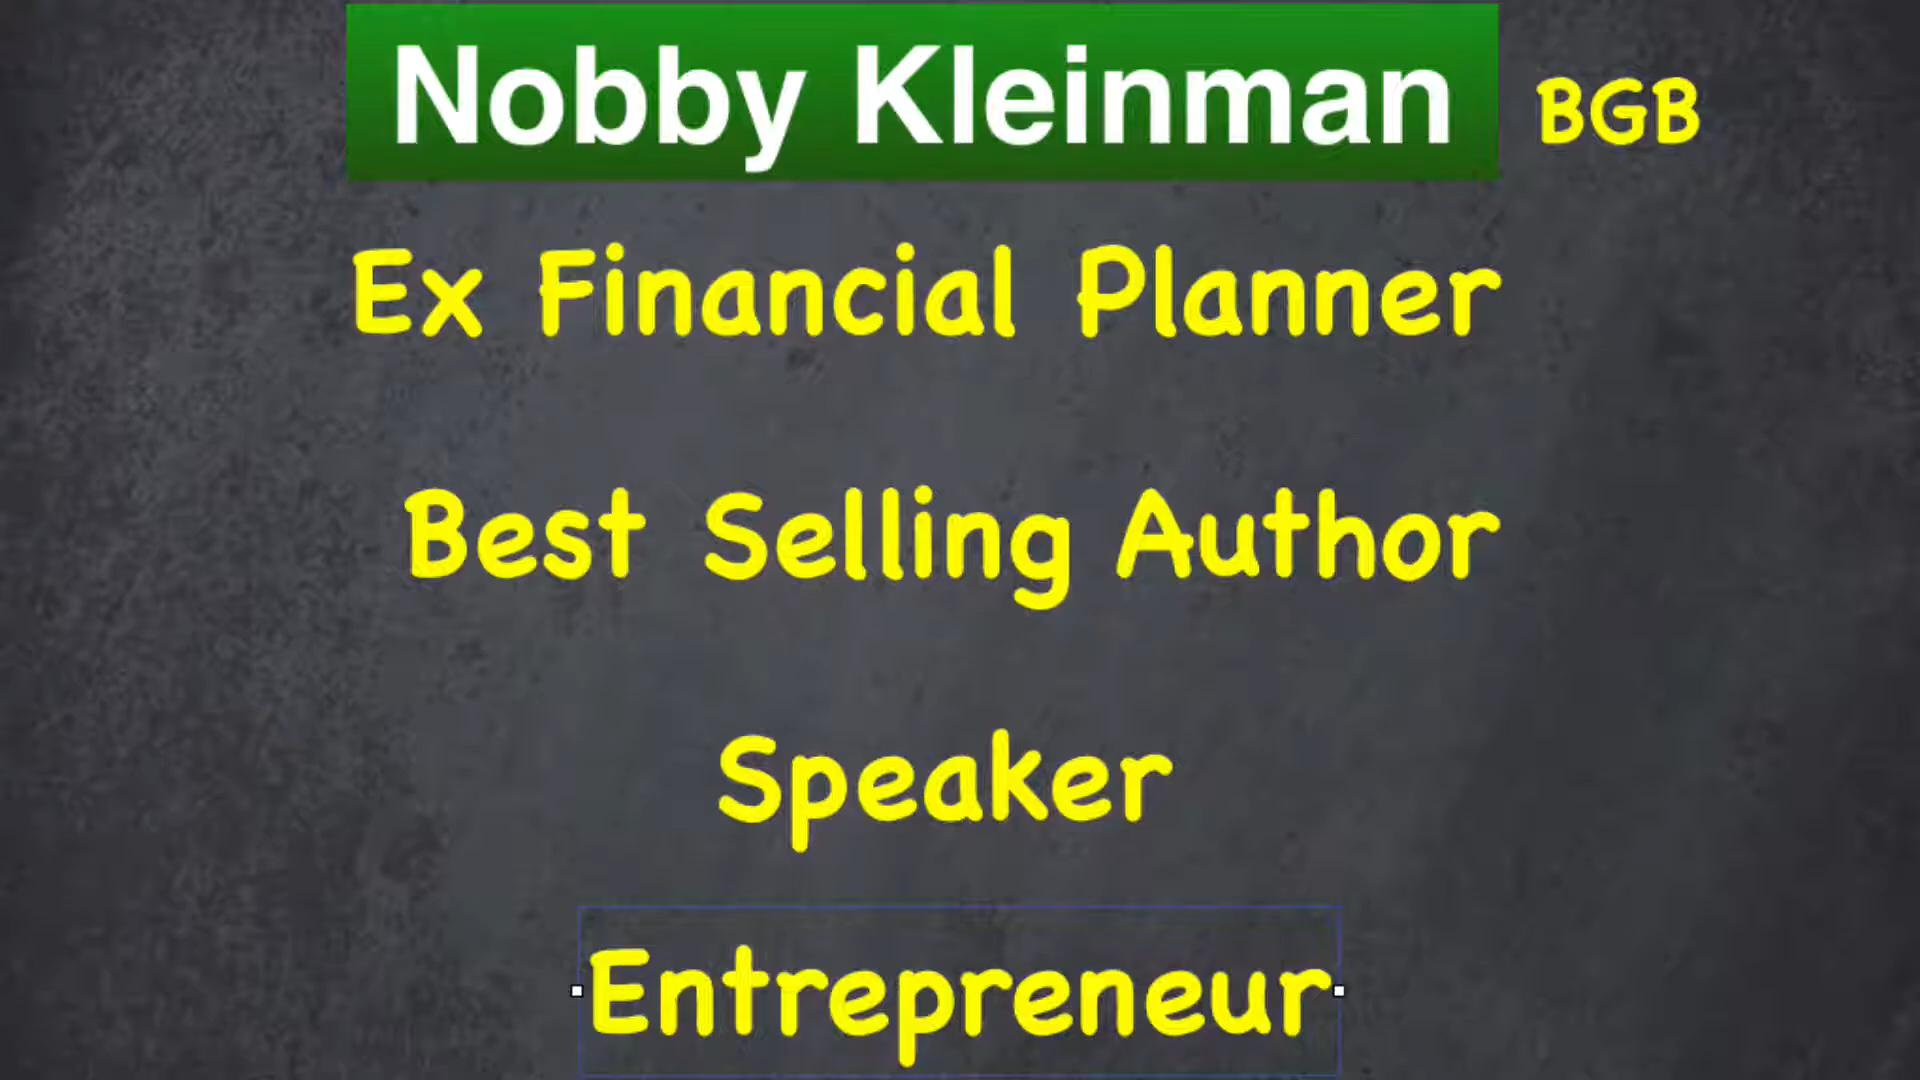 Nobby Kleinman BGB
Ex Financial Planner
Best Selling Author
Speaker
Entrepreneur